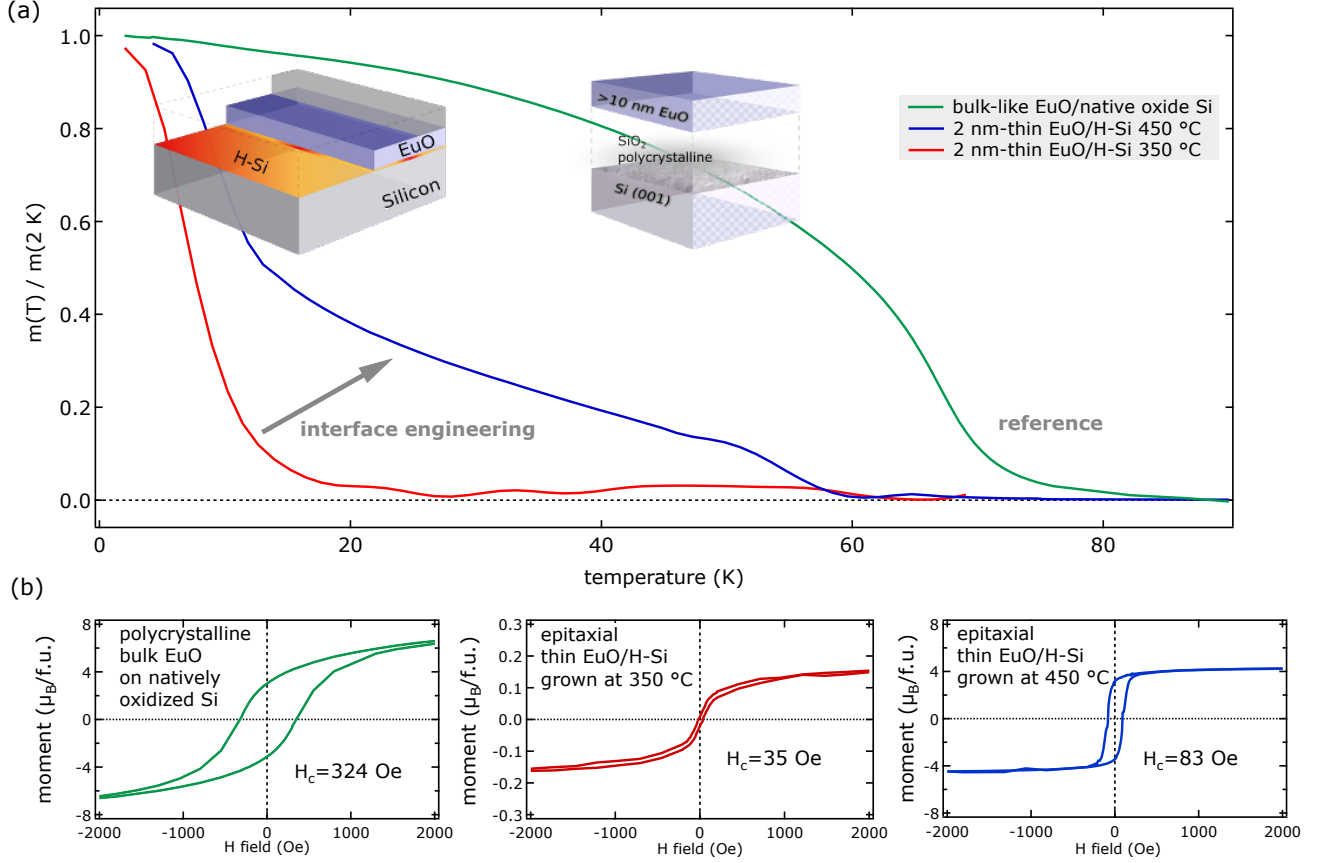 (a)
1.0
0.8
0.6
0.4
0.2
0.0
m(T) / m(2 K)
0
20
40
60
80
temperature (K)
H-Si
EuO
Silicon
>10 nm EuO
SiO₂
polycrystalline
Si (001)
bulk-like EuO/native oxide Si
2 nm-thin EuO/H-Si 450 °C
2 nm-thin EuO/H-Si 350 °C
interface engineering
reference
(b)
8
4
0
-4
-8
moment (μ_B/f.u.)
polycrystalline
bulk EuO
on natively
oxidized Si
H_c=324 Oe
-2000
-1000
0
1000
2000
H field (Oe)
0.3
0.2
0.1
0.0
-0.1
-0.2
-0.3
moment (μ_B/f.u.)
epitaxial
thin EuO/H-Si
grown at 350 °C
H_c=35 Oe
-2000
-1000
0
1000
2000
H field (Oe)
8
4
0
-4
-8
moment (μ_B/f.u.)
epitaxial
thin EuO/H-Si
grown at 450 °C
H_c=83 Oe
-2000
-1000
0
1000
2000
H field (Oe)